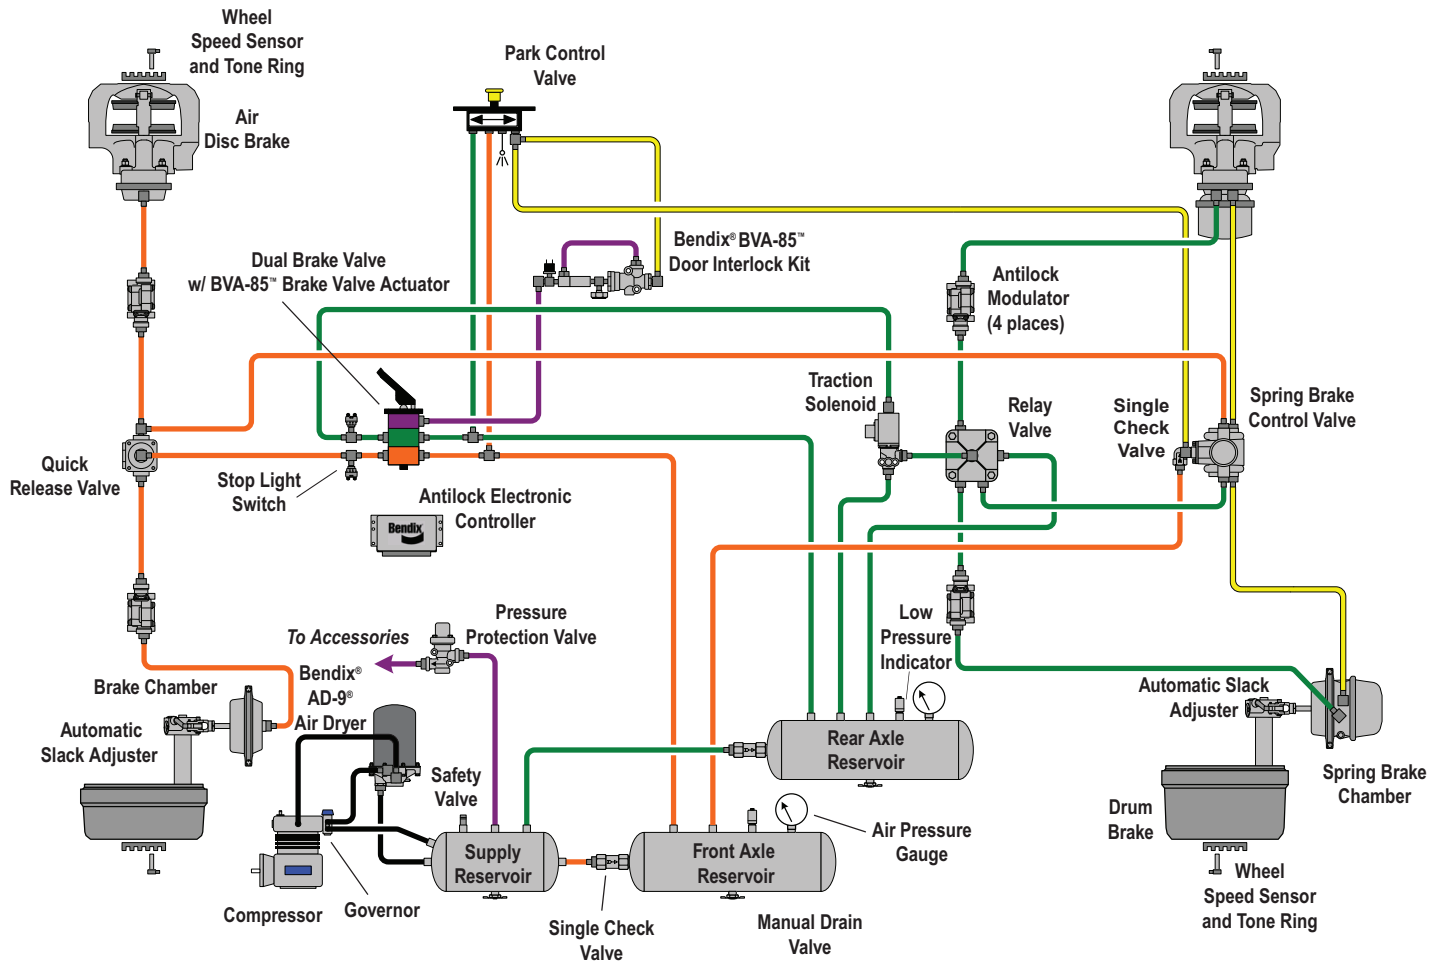 Wheel
Speed Sensor
and Tone Ring
Air
Disc Brake
Park Control
Valve
Dual Brake Valve
w/ BVA-85™ Brake Valve Actuator
Bendix® BVA-85™
Door Interlock Kit
Antilock
Modulator
(4 places)
Traction
Solenoid
Relay
Valve
Single
Check
Valve
Spring Brake
Control Valve
Quick
Release Valve
Stop Light
Switch
Antilock Electronic
Controller
Bendix
To Accessories
Pressure
Protection Valve
Low
Pressure
Indicator
Brake Chamber
Bendix®
AD-9®
Air Dryer
Automatic
Slack Adjuster
Safety
Valve
Rear Axle
Reservoir
Automatic Slack
Adjuster
Spring Brake
Chamber
Drum
Brake
Supply
Reservoir
Front Axle
Reservoir
Air Pressure
Gauge
Compressor
Governor
Single Check
Valve
Manual Drain
Valve
Wheel
Speed Sensor
and Tone Ring